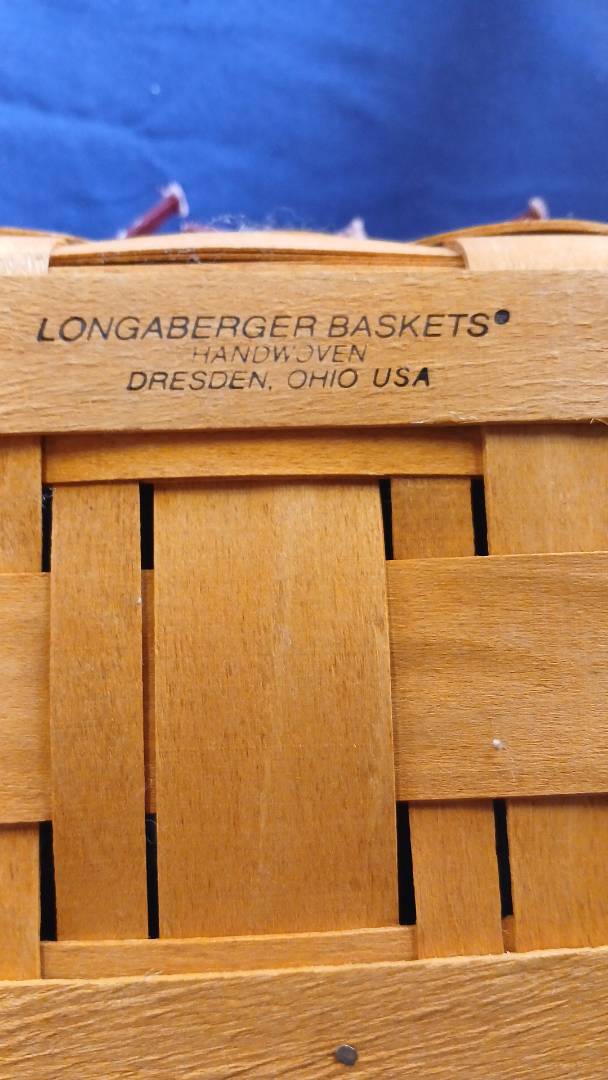 LONGABERGER BASKETS®
HANDWOVEN
DRESDEN, OHIO USA